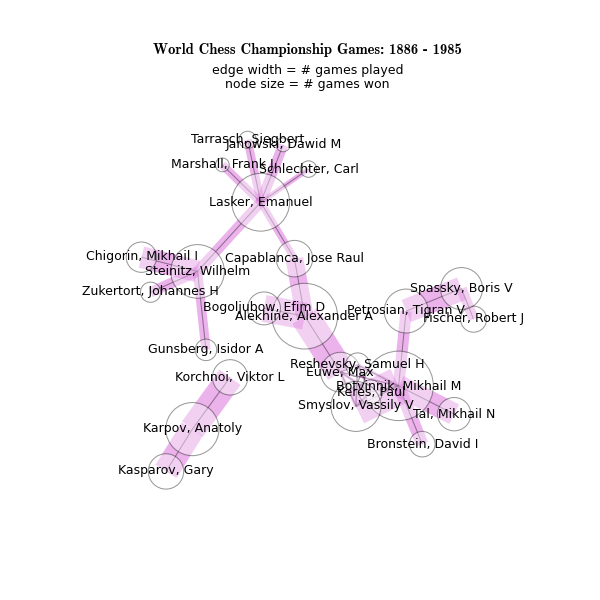 World Chess Championship Games: 1886 - 1985
edge width = # games played
node size = # games won
Tarrasch, Siegbert
Janowski, Dawid M
Marshall, Frank J
Schlechter, Carl
Lasker, Emanuel
Chigorin, Mikhail I
Capablanca, Jose Raul
Steinitz, Wilhelm
Zukertort, Johannes H
Spassky, Boris V
Bogoljubow, Efim D
Petrosian, Tigran V
Alekhine, Alexander A
Fischer, Robert J
Gunsberg, Isidor A
Reshevsky, Samuel H
Euwe, Max
Korchnoi, Viktor L
Botvinnik, Mikhail M
Keres, Paul
Smyslov, Vassily V
Tal, Mikhail N
Karpov, Anatoly
Bronstein, David I
Kasparov, Gary